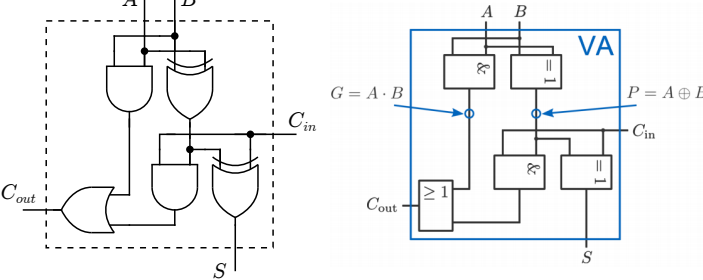 A B
C_in
C_out
S
A B
VA
&
=1
G = A · B
P = A ⊕ B
C_in
&
=1
≥ 1
C_out
S